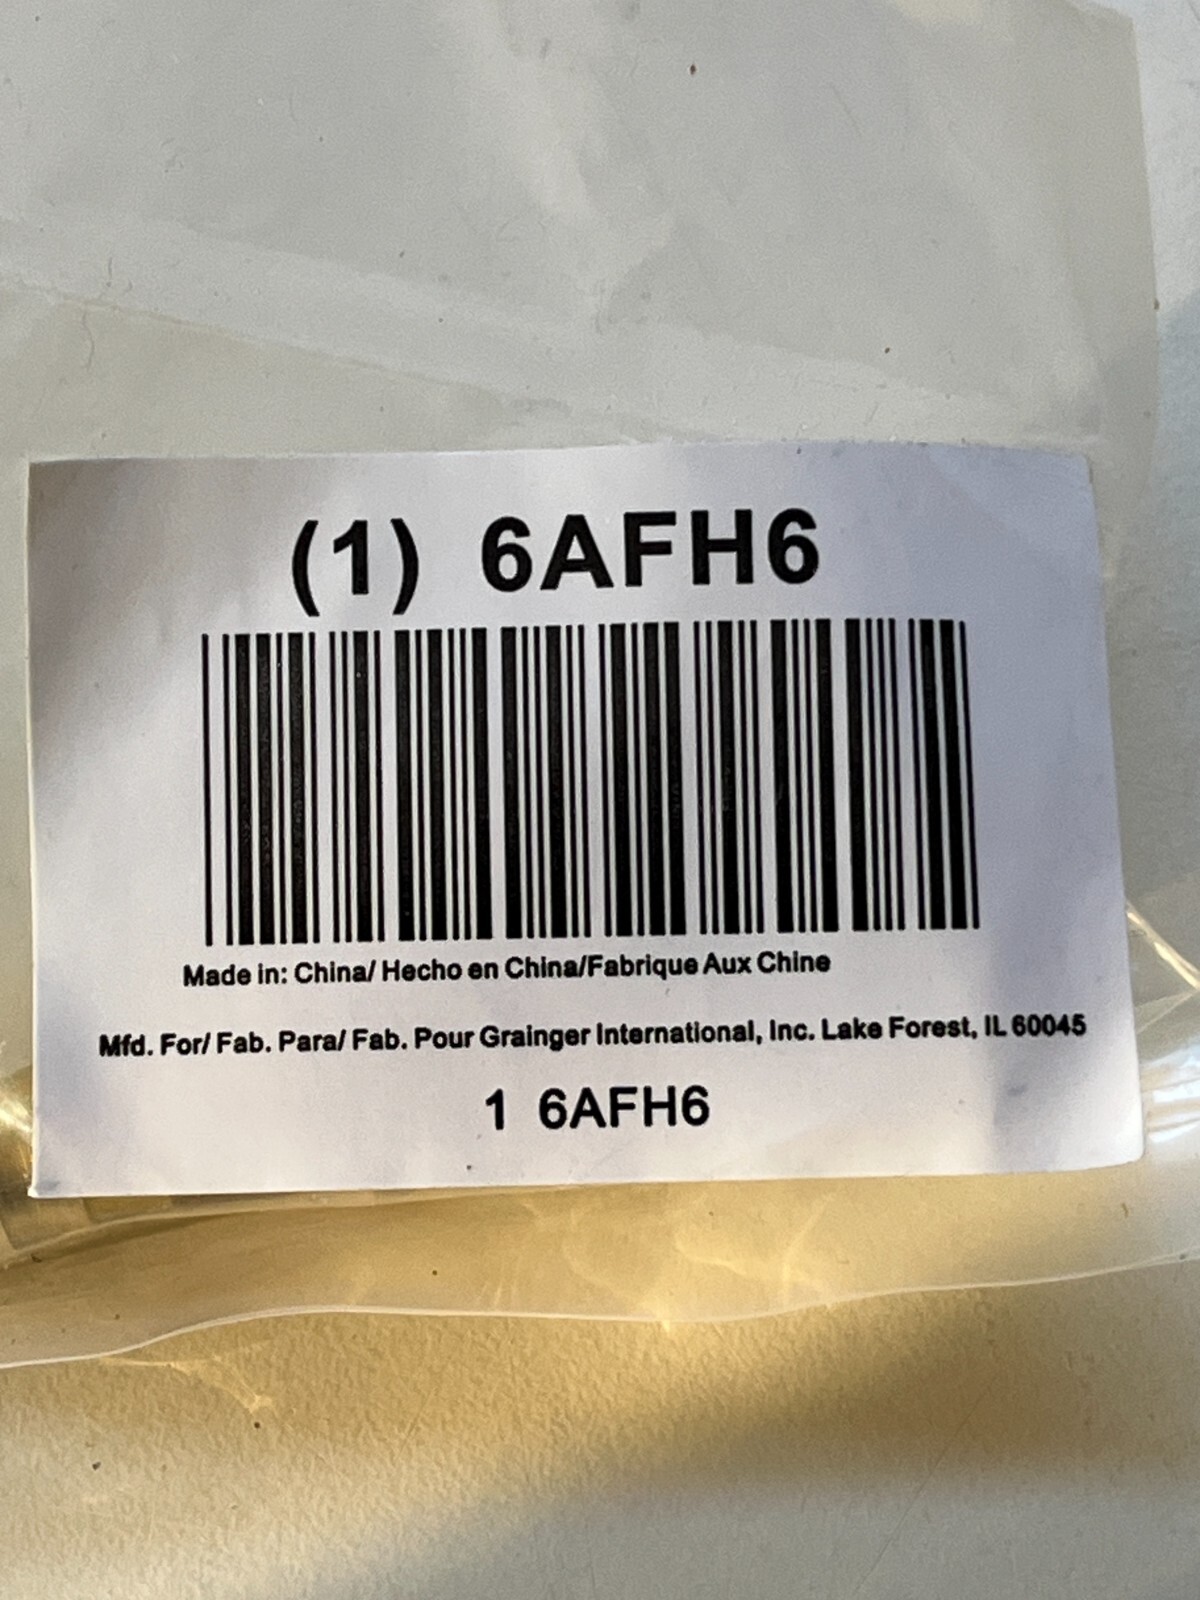 (1) 6AFH6
Made in: China/ Hecho en China/Fabrique Aux Chine
Mfd. For/ Fab. Para/ Fab. Pour Grainger International, Inc. Lake Forest, IL 60045
1 6AFH6